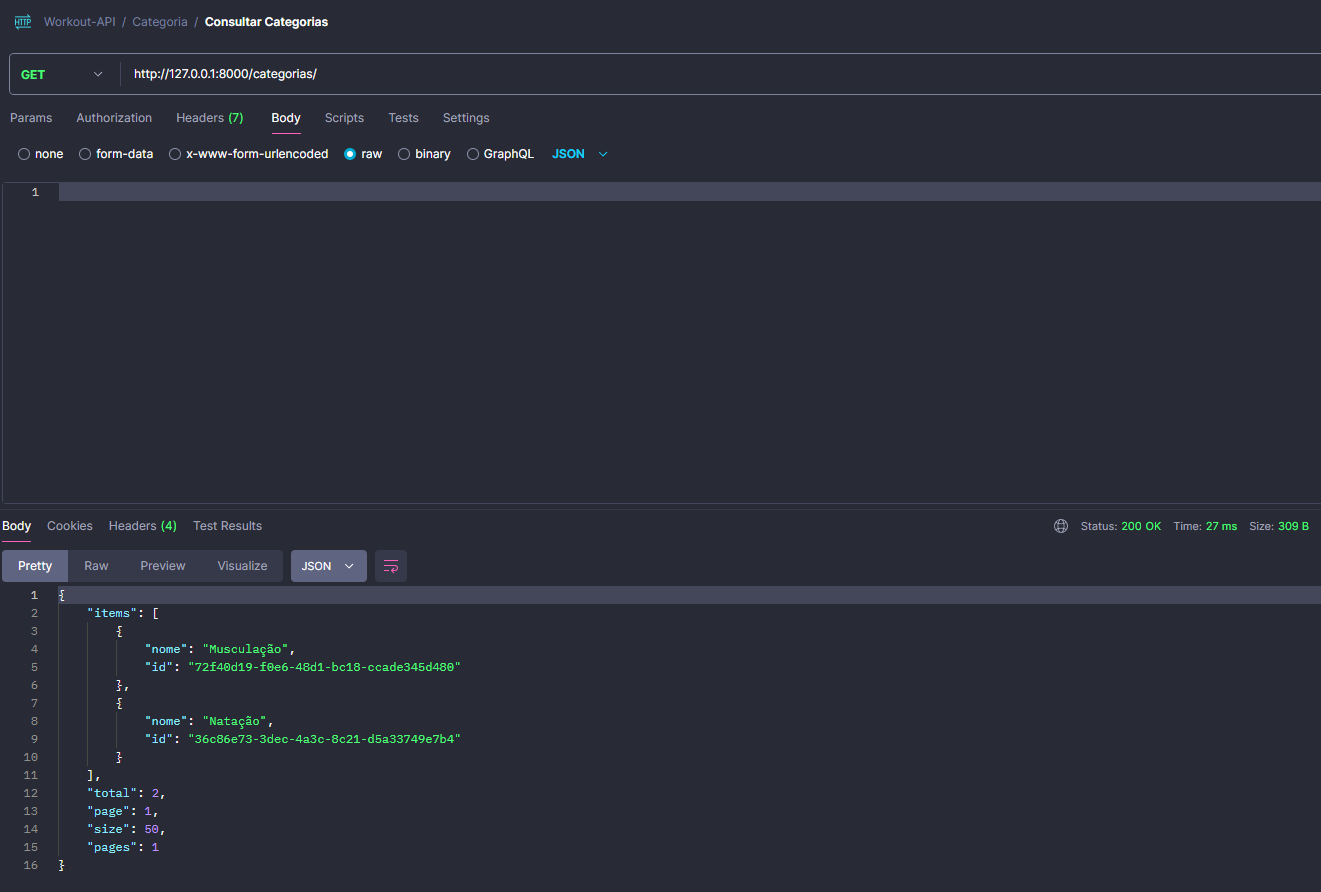 HTTP Workout-API / Categoria / Consultar Categorias
GET http://127.0.0.1:8000/categorias/
Params Authorization Headers (7) Body Scripts Tests Settings
none form-data x-www-form-urlencoded raw binary GraphQL JSON
1
Body Cookies Headers (4) Test Results Status: 200 OK Time: 27 ms Size: 309 B
Pretty Raw Preview Visualize JSON
1 {
2 "items": [
3 {
4 "nome": "Musculação",
5 "id": "72f40d19-f0e6-48d1-bc18-ccade345d480"
6 },
7 {
8 "nome": "Natação",
9 "id": "36c86e73-3dec-4a3c-8c21-d5a33749e7b4"
10 }
11 ],
12 "total": 2,
13 "page": 1,
14 "size": 50,
15 "pages": 1
16 }